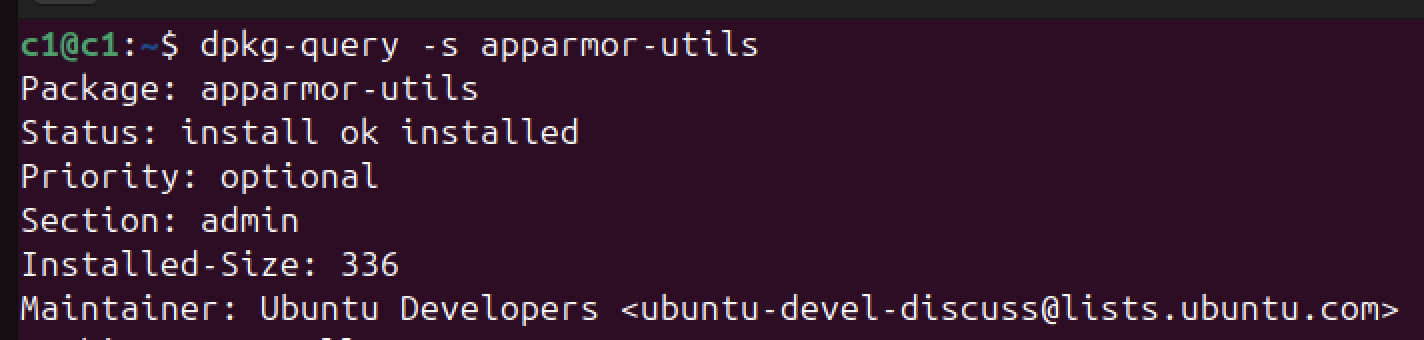 c1@c1:~$ dpkg-query -s apparmor-utils
Package: apparmor-utils
Status: install ok installed
Priority: optional
Section: admin
Installed-Size: 336
Maintainer: Ubuntu Developers <ubuntu-devel-discuss@lists.ubuntu.com>